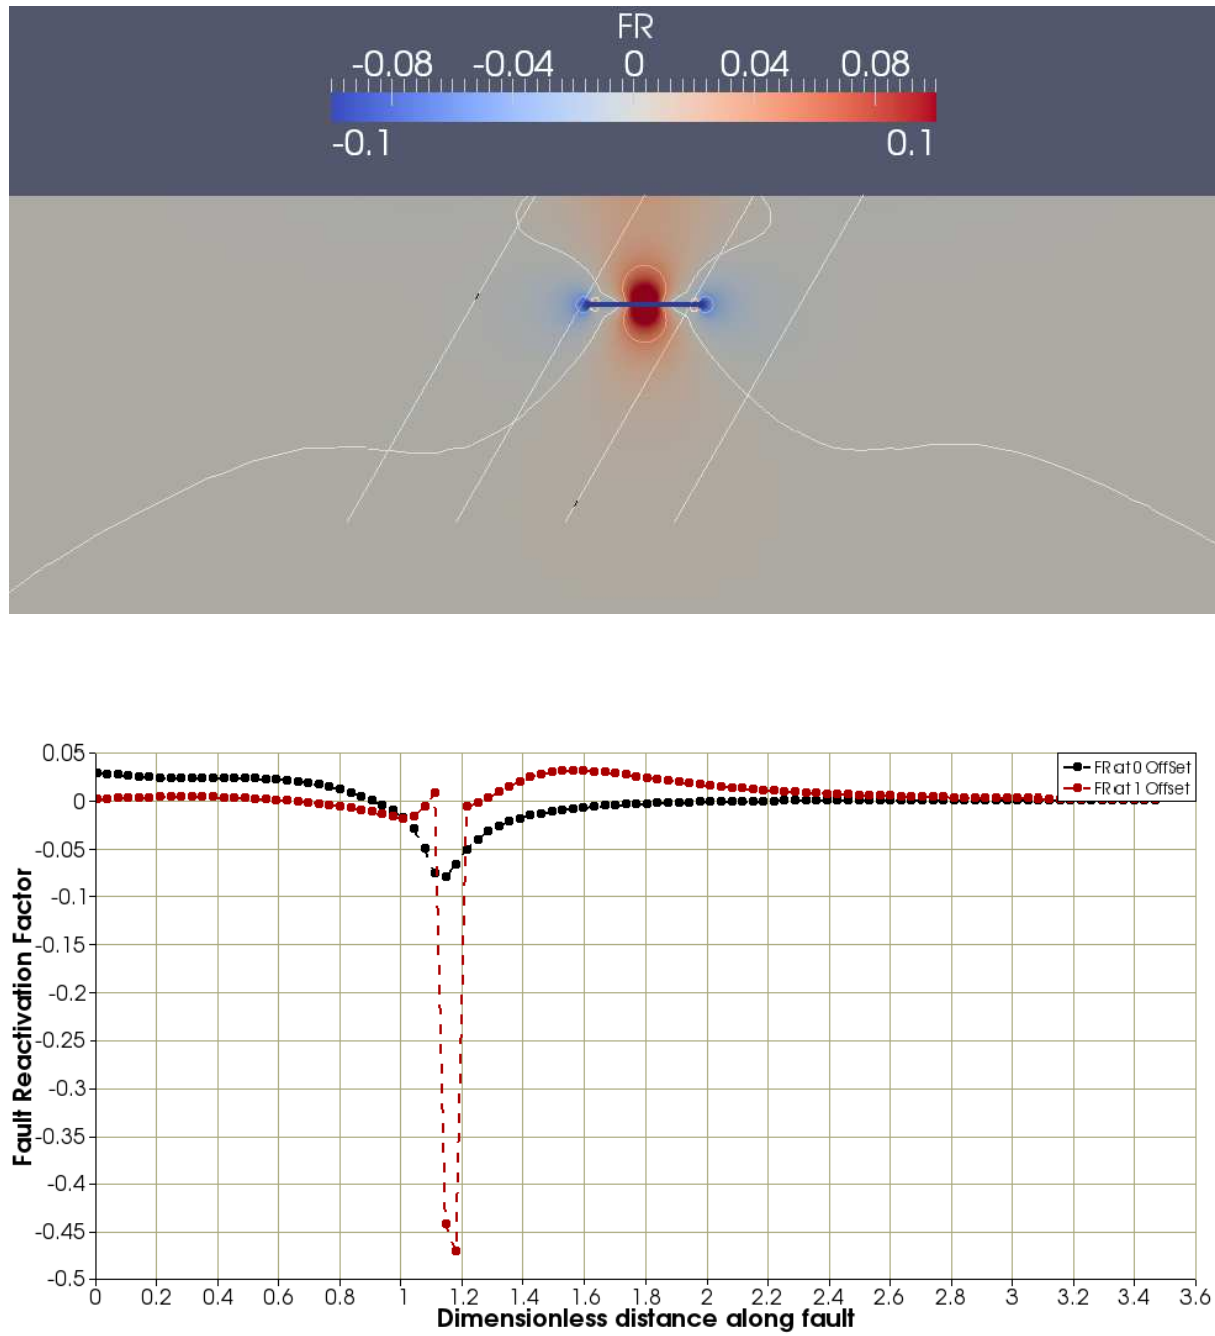 FR
-0.08 -0.04 0 0.04 0.08
-0.1 0.1
0.05
0
-0.05
-0.1
-0.15
-0.2
-0.25
-0.3
-0.35
-0.4
-0.45
-0.5
Fault Reactivation Factor
FR at 0 OffSet
FR at 1 Offset
0 0.2 0.4 0.6 0.8 1 1.2 1.4 1.6 1.8 2 2.2 2.4 2.6 2.8 3 3.2 3.4 3.6
Dimensionless distance along fault